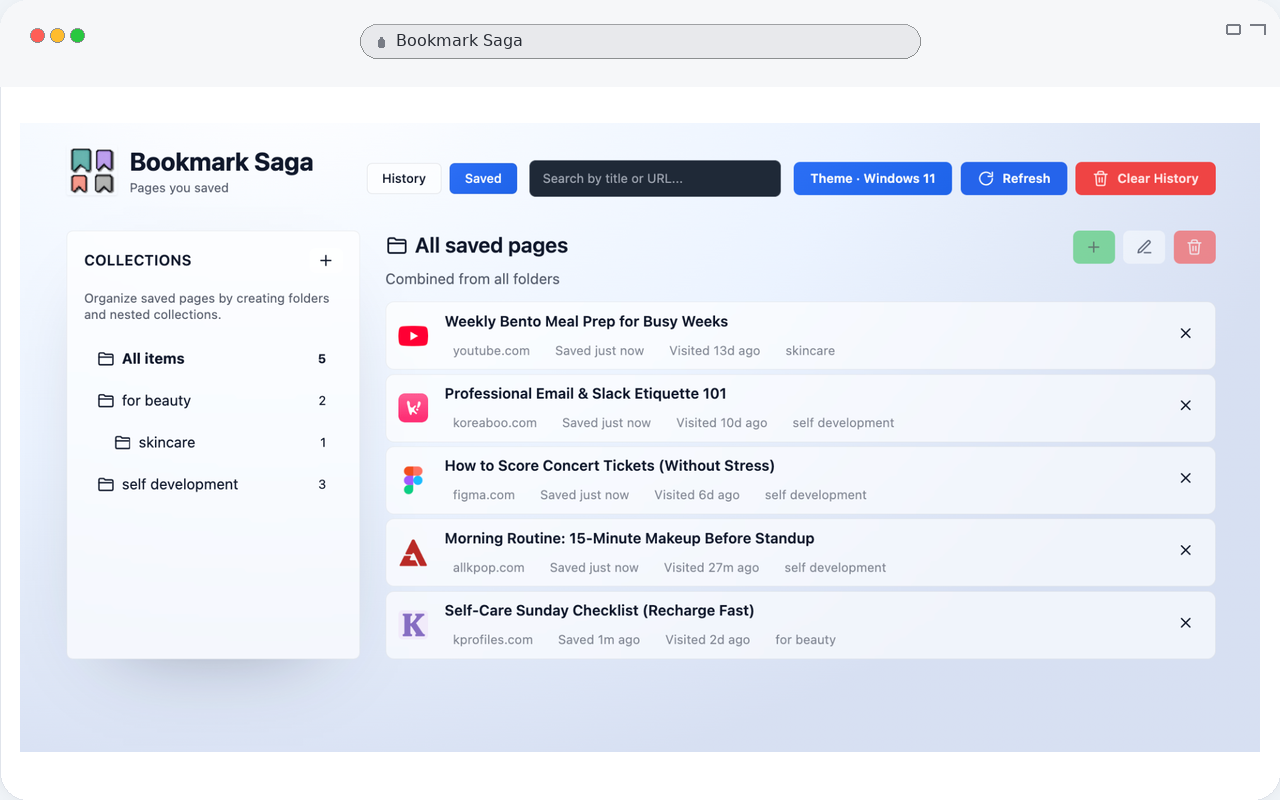 Bookmark Saga
Bookmark Saga
Pages you saved
History
Saved
Search by title or URL...
Theme · Windows 11
Refresh
Clear History
COLLECTIONS
Organize saved pages by creating folders
and nested collections.
All items 5
for beauty 2
skincare 1
self development 3
All saved pages
Combined from all folders
Weekly Bento Meal Prep for Busy Weeks
youtube.com Saved just now Visited 13d ago skincare
Professional Email & Slack Etiquette 101
koreaboo.com Saved just now Visited 10d ago self development
How to Score Concert Tickets (Without Stress)
figma.com Saved just now Visited 6d ago self development
Morning Routine: 15-Minute Makeup Before Standup
allkpop.com Saved just now Visited 27m ago self development
K
Self-Care Sunday Checklist (Recharge Fast)
kprofiles.com Saved 1m ago Visited 2d ago for beauty